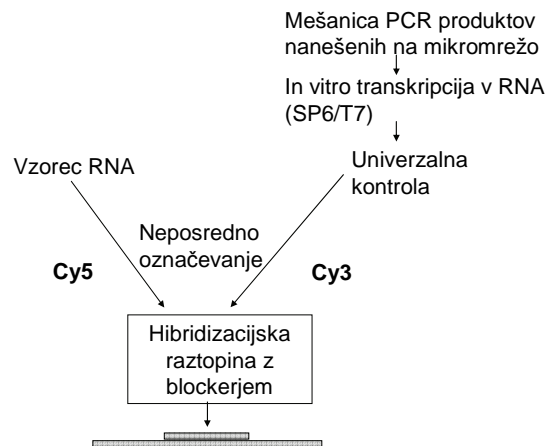 Mešanica PCR produktov
nanešenih na mikromrežo
In vitro transkripcija v RNA
(SP6/T7)
Vzorec RNA
Univerzalna
kontrola
Neposredno
označevanje
Cy5
Cy3
Hibridizacijska
raztopina z
blockerjem